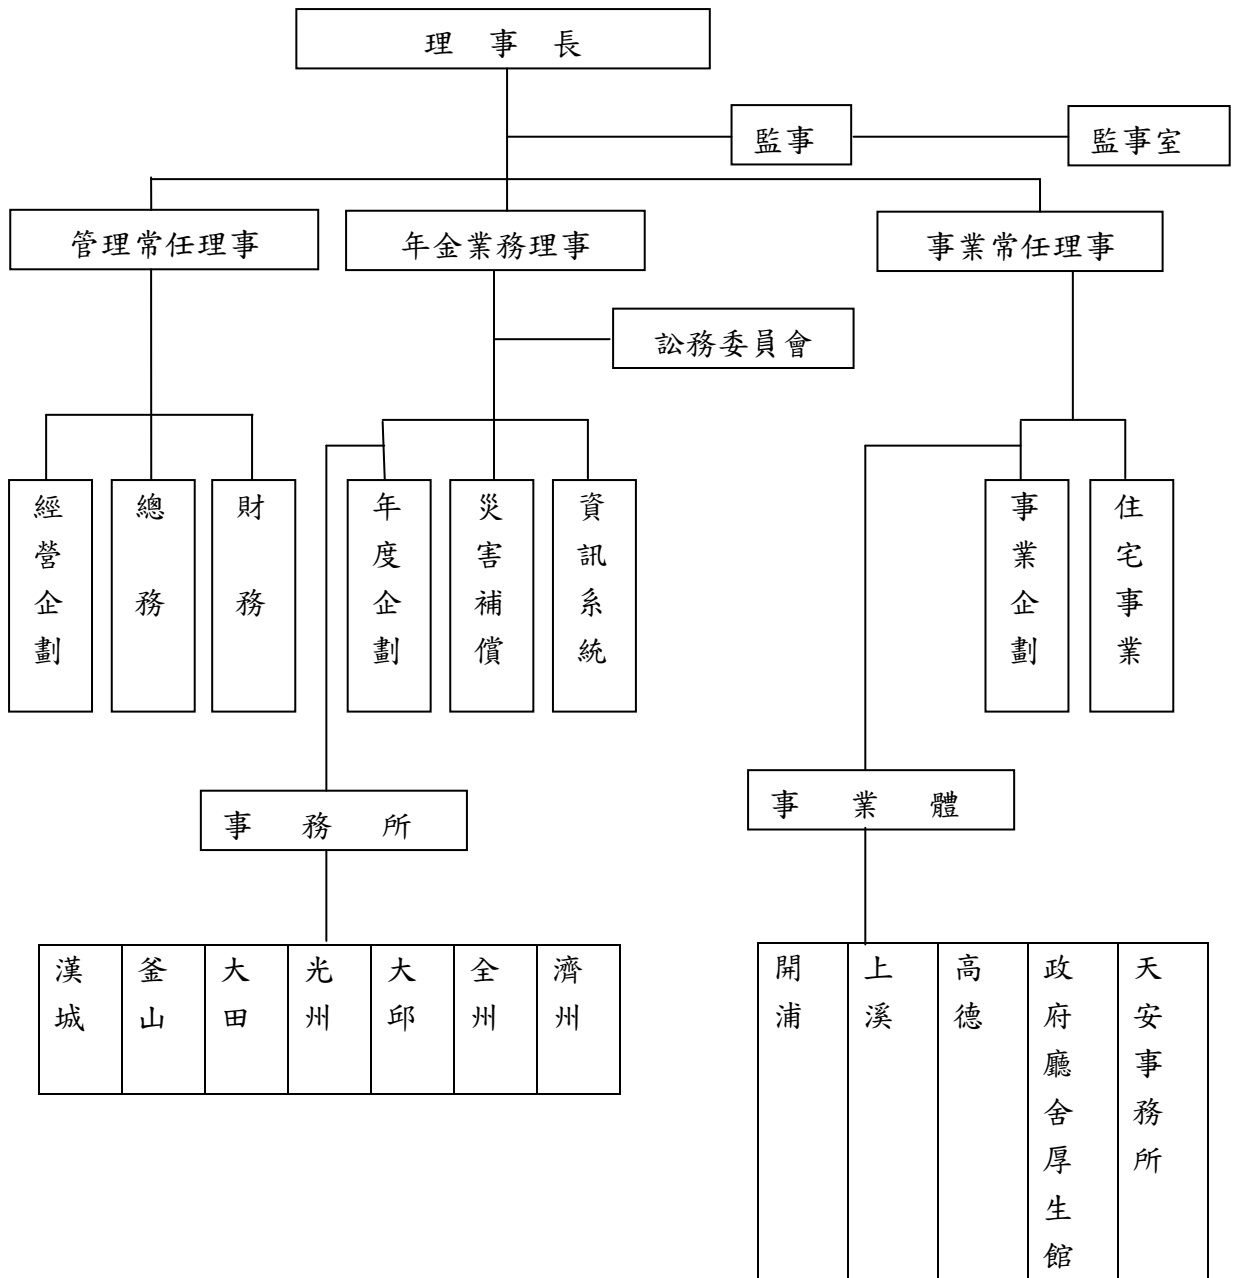 理事長
監事
監事室
管理常任理事
年金業務理事
事業常任理事
訟務委員會
經營企劃
總務
財務
年度企劃
災害補償
資訊系統
事業企劃
住宅事業
事務所
事業體
漢城
釜山
大田
光州
大邱
全州
濟州
開浦
上溪
高德
政府廳舍厚生館
天安事務所